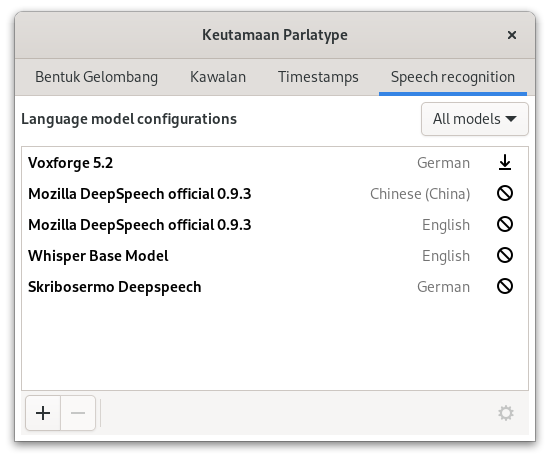 Keutamaan Parlatype
Bentuk Gelombang Kawalan Timestamps Speech recognition
Language model configurations All models
Voxforge 5.2 German
Mozilla DeepSpeech official 0.9.3 Chinese (China)
Mozilla DeepSpeech official 0.9.3 English
Whisper Base Model English
Skribosermo Deepspeech German